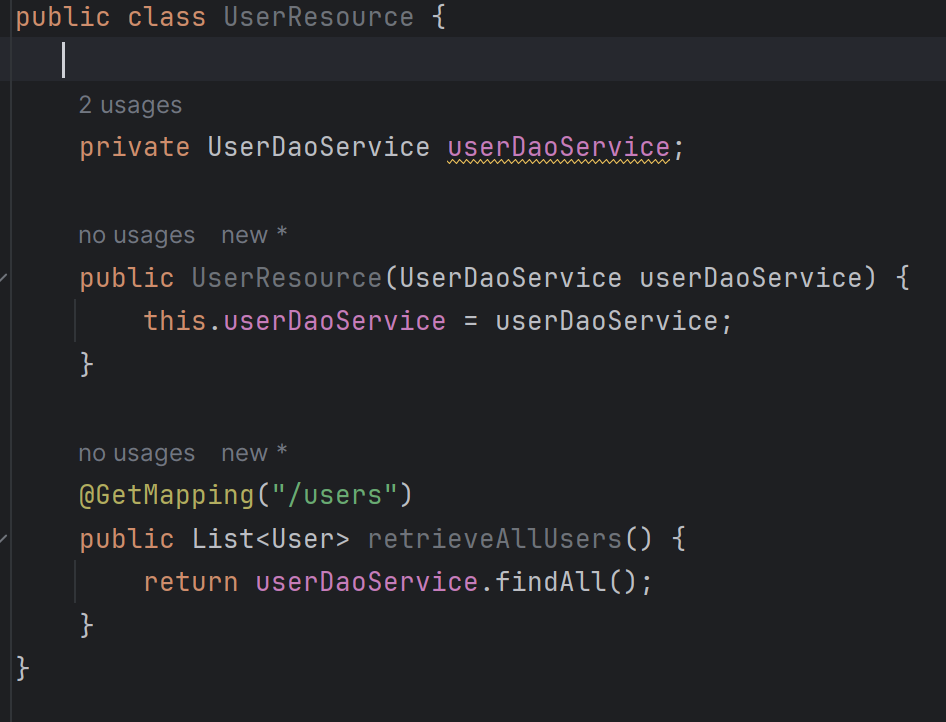 public class UserResource {
2 usages
private UserDaoService userDaoService;
no usages new *
public UserResource(UserDaoService userDaoService) {
this.userDaoService = userDaoService;
}
no usages new *
@GetMapping("/users")
public List<User> retrieveAllUsers() {
return userDaoService.findAll();
}
}